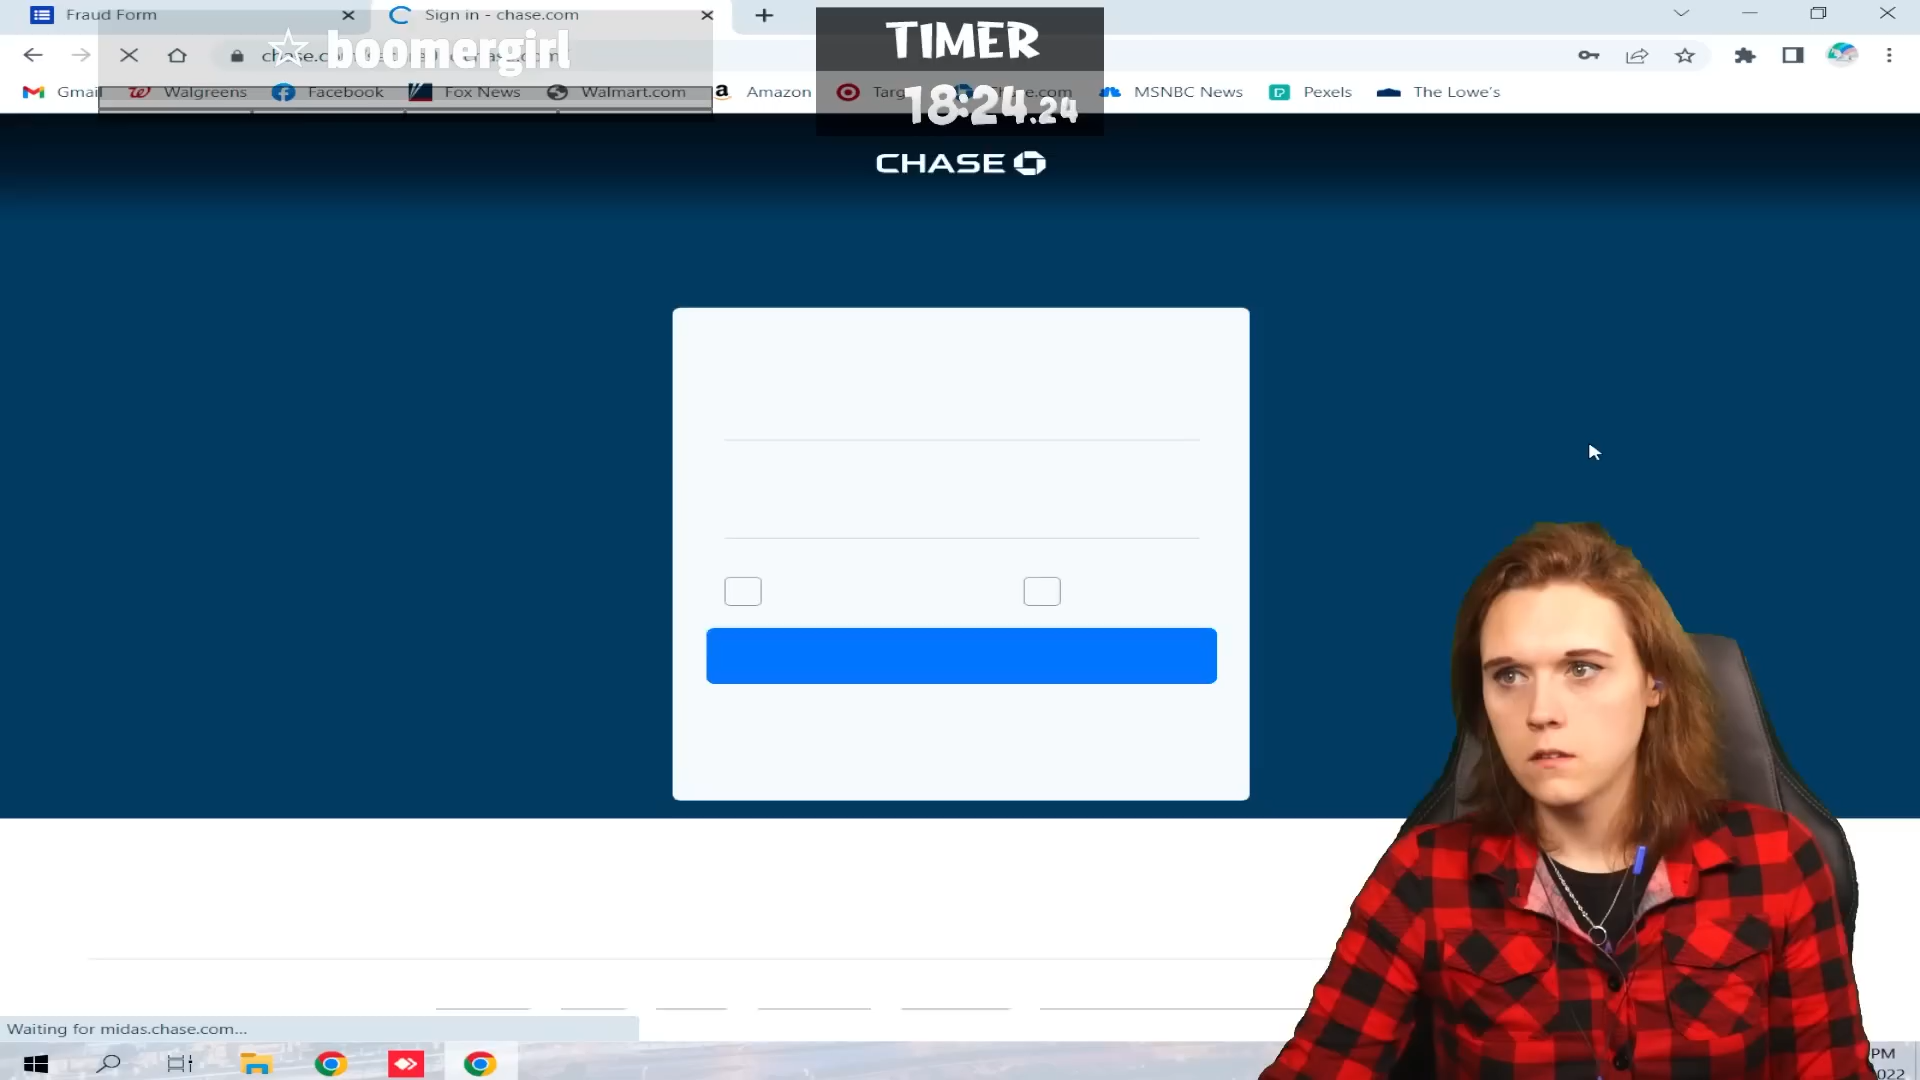 Fraud Form
Sign in - chase.com
boomergirl
TIMER
18:24.24
Gmail
Walgreens
Facebook
Fox News
Walmart.com
Amazon
MSNBC News
Pexels
The Lowe's
CHASE
Waiting for midas.chase.com...
PM
022